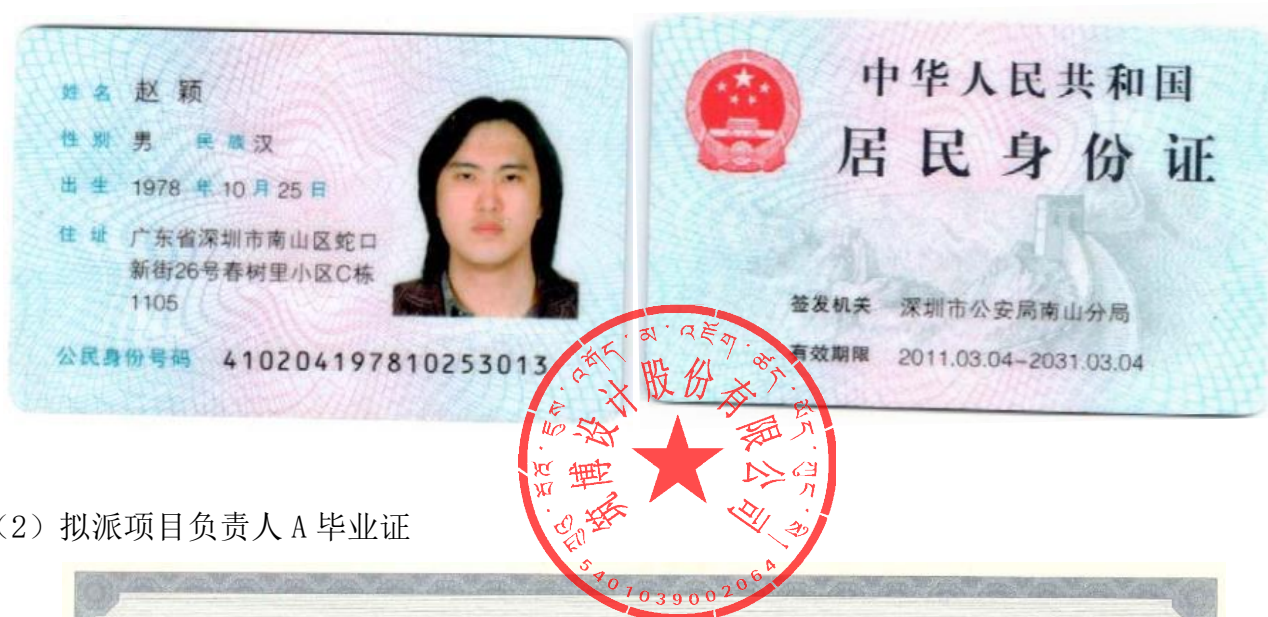 姓名 赵颖
性别 男 民族 汉
出生 1978 年 10 月 25 日
住址 广东省深圳市南山区蛇口
新街26号春树里小区C栋
1105
公民身份号码 410204197810253013
中华人民共和国
居民身份证
签发机关 深圳市公安局南山分局
有效期限 2011.03.04-2031.03.04
筑博设计股份有限公司
5401039002064
（2）拟派项目负责人 A 毕业证